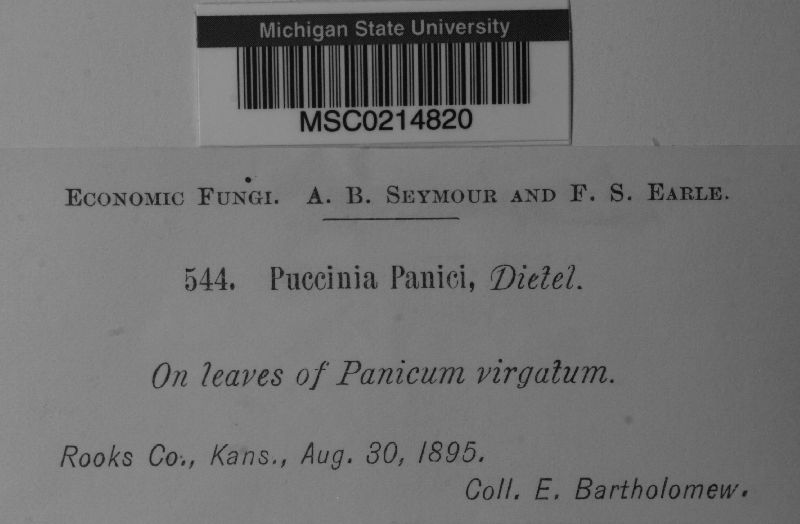 Michigan State University
MSC0214820
Economic Fungi. A. B. Seymour and F. S. Earle.
544. Puccinia Panici, Dietel.
On leaves of Panicum virgatum.
Rooks Co., Kans., Aug. 30, 1895.
Coll. E. Bartholomew.